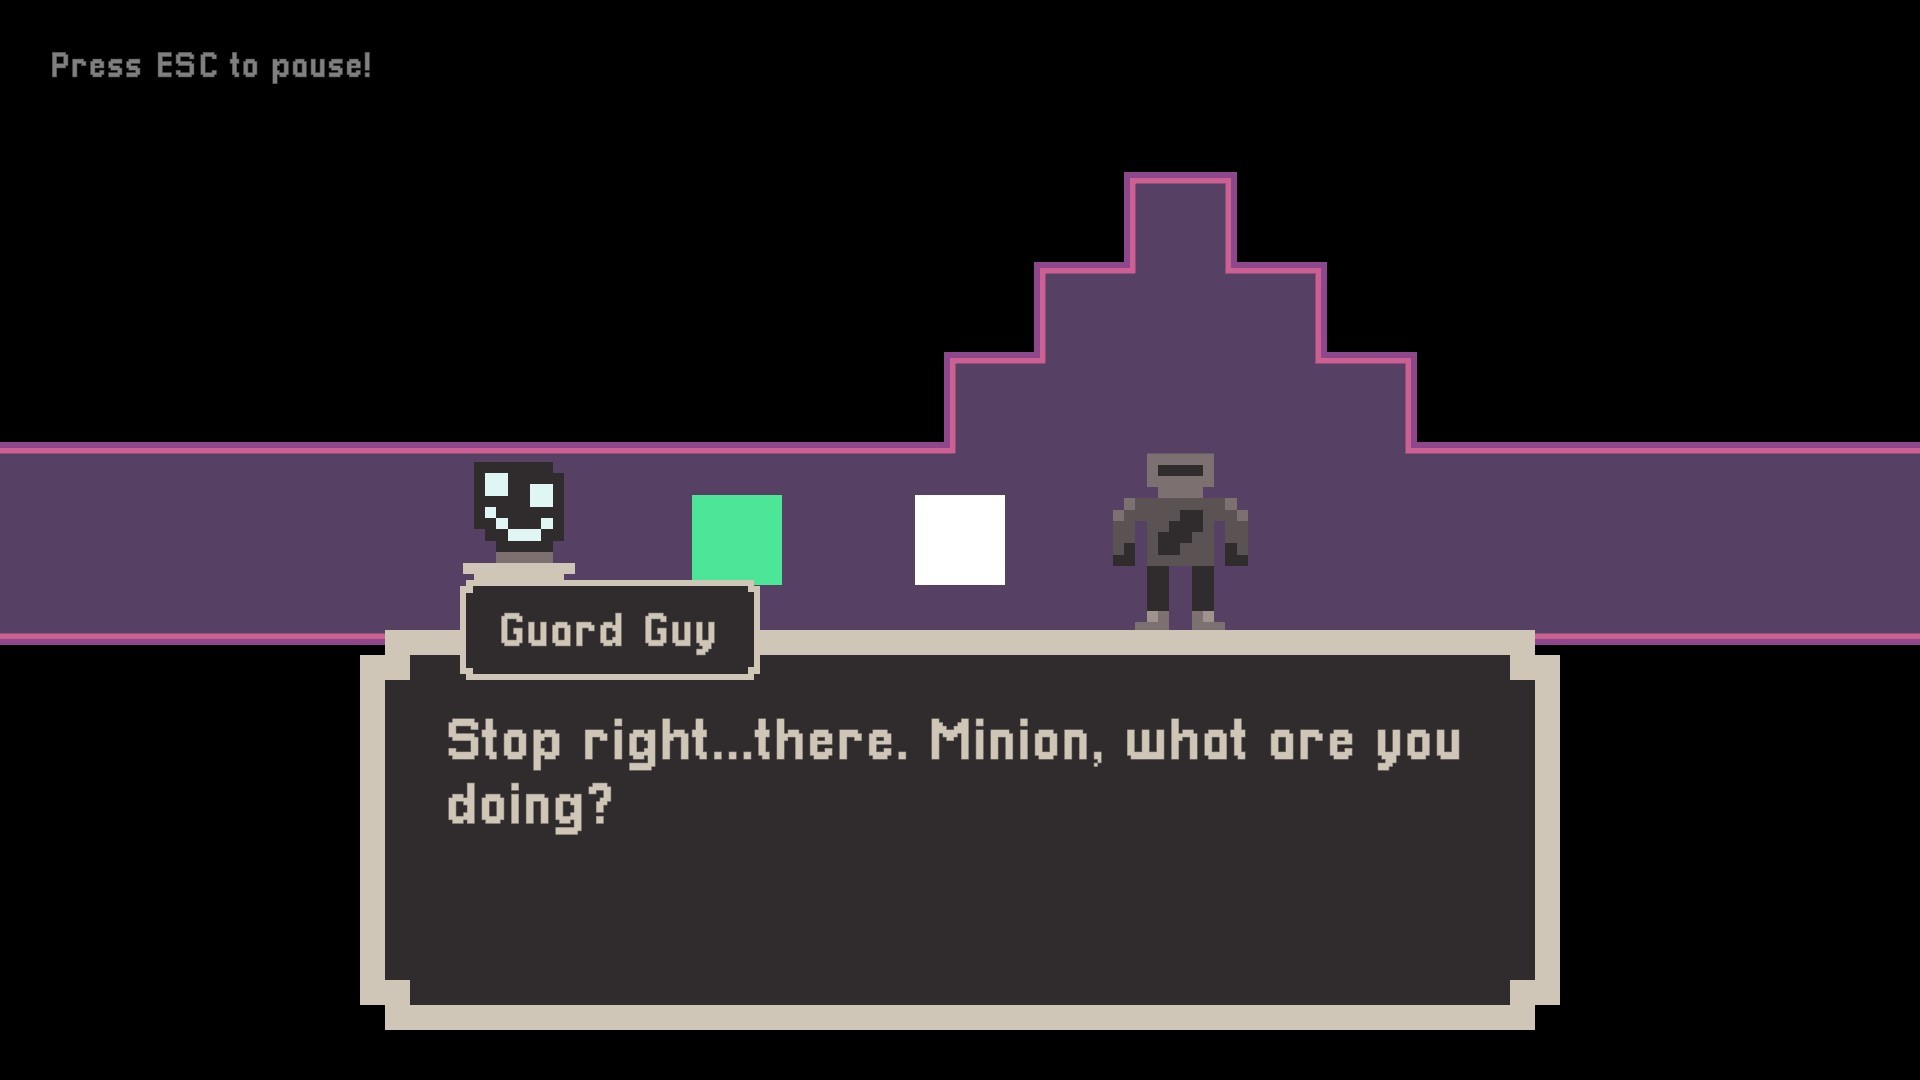 Press ESC to pause!
Guard Guy
Stop right...there. Minion, what are you
doing?